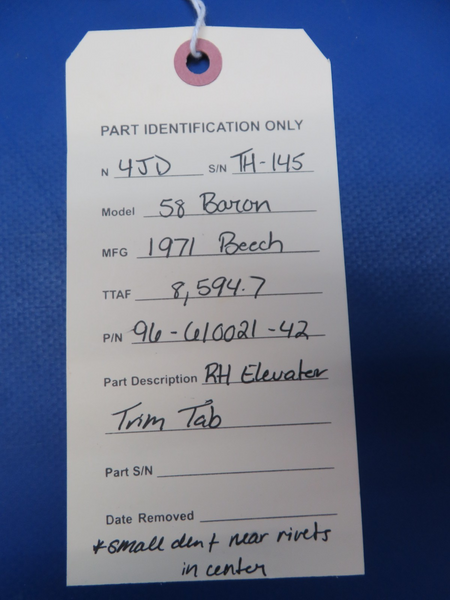 PART IDENTIFICATION ONLY
N 4JD S/N TH-145
Model 58 Baron
MFG 1971 Beech
TTAF 8,594.7
P/N 96-610021-42
Part Description RH Elevator
Trim Tab
Part S/N
Date Removed
*small dent near rivets
in center